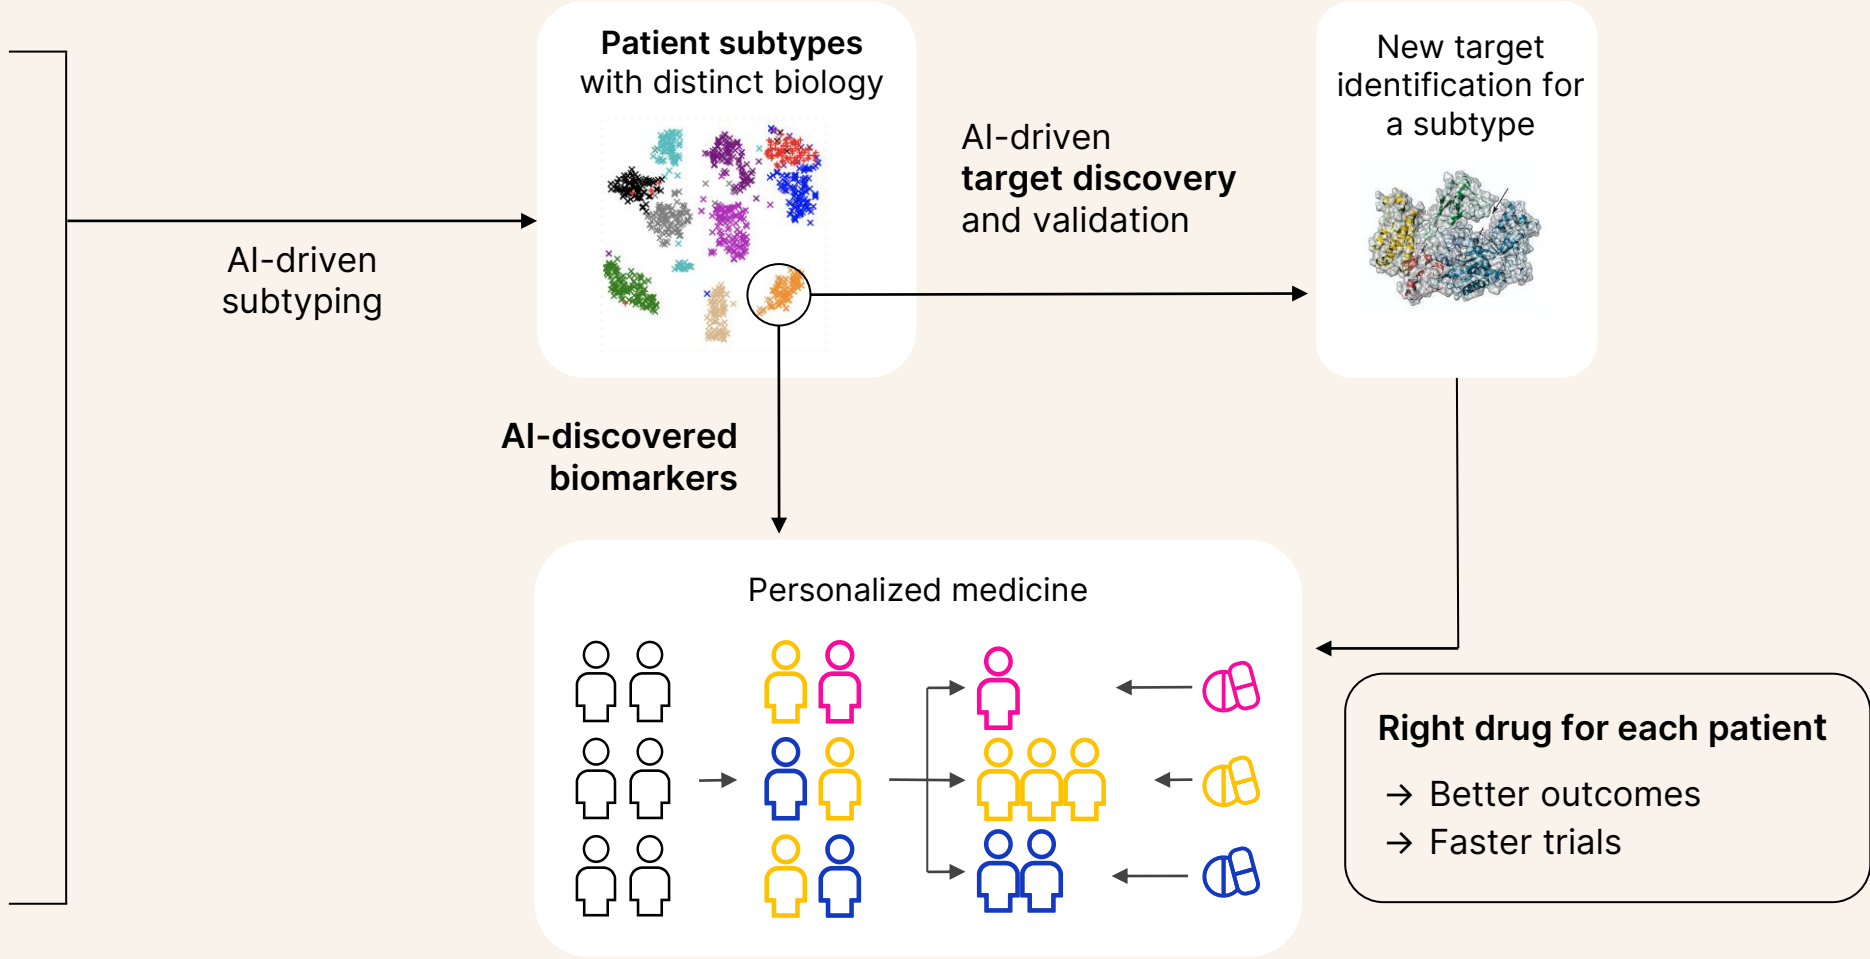 Patient subtypes
with distinct biology
New target
identification for
a subtype
AI-driven
target discovery
and validation
AI-driven
subtyping
AI-discovered
biomarkers
Personalized medicine
Right drug for each patient
→ Better outcomes
→ Faster trials